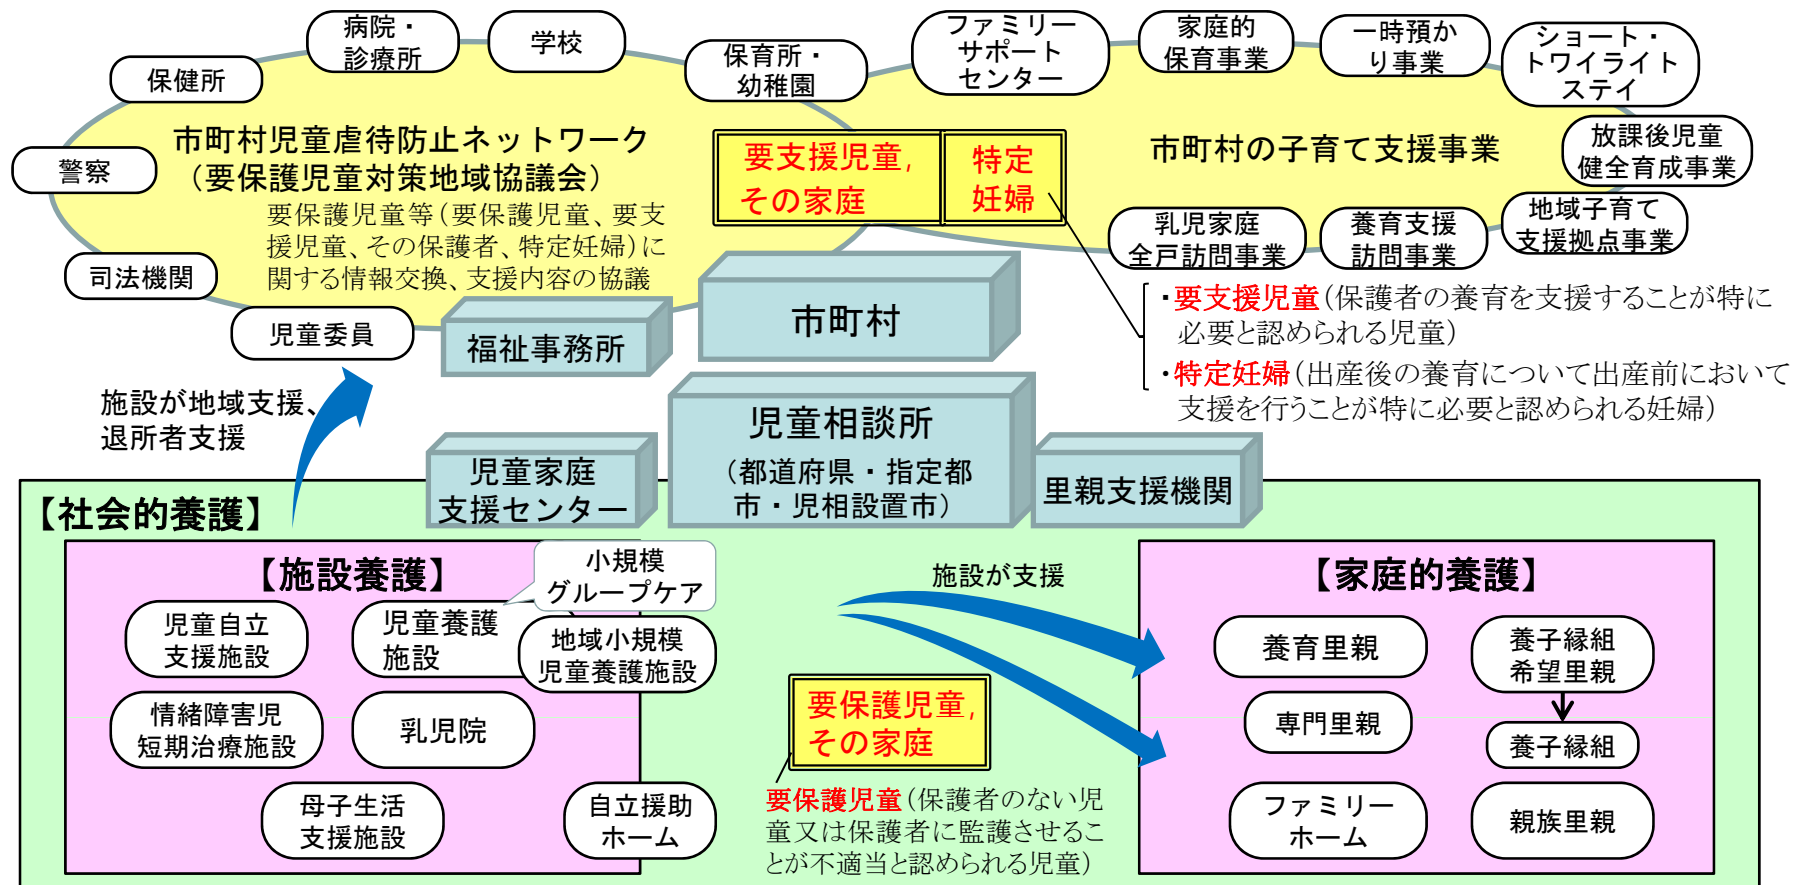 病院・
診療所
学校
保健所
保育所・
幼稚園
ファミリー
サポート
センター
家庭的
保育事業
一時預か
り事業
ショート・
トワイライト
ステイ
市町村児童虐待防止ネットワーク
（要保護児童対策地域協議会）
警察
要保護児童等（要保護児童、要支
援児童、その保護者、特定妊婦）に
関する情報交換、支援内容の協議
司法機関
児童委員
要支援児童,
その家庭
特定
妊婦
市町村の子育て支援事業
放課後児童
健全育成事業
乳児家庭
全戸訪問事業
養育支援
訪問事業
地域子育て
支援拠点事業
福祉事務所
市町村
・要支援児童（保護者の養育を支援することが特に
必要と認められる児童）
・特定妊婦（出産後の養育について出産前において
支援を行うことが特に必要と認められる妊婦）
施設が地域支援、
退所者支援
児童家庭
支援センター
児童相談所
（都道府県・指定都
市・児相設置市）
里親支援機関
【社会的養護】
【施設養護】
小規模
グループケア
児童自立
支援施設
児童養護
施設
地域小規模
児童養護施設
情緒障害児
短期治療施設
乳児院
母子生活
支援施設
自立援助
ホーム
施設が支援
要保護児童,
その家庭
要保護児童（保護者のない児
童又は保護者に監護させるこ
とが不適当と認められる児童）
【家庭的養護】
養育里親
養子縁組
希望里親
専門里親
養子縁組
ファミリー
ホーム
親族里親